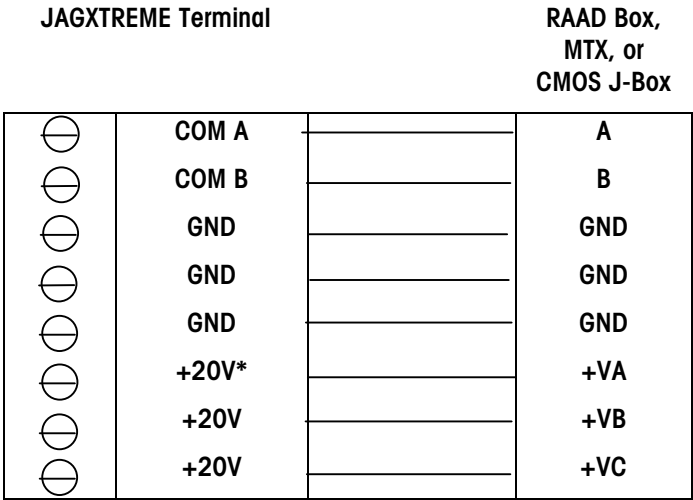 JAGXTREME Terminal
RAAD Box,
MTX, or
CMOS J-Box
COM A A
COM B B
GND GND
GND GND
GND GND
+20V* +VA
+20V +VB
+20V +VC